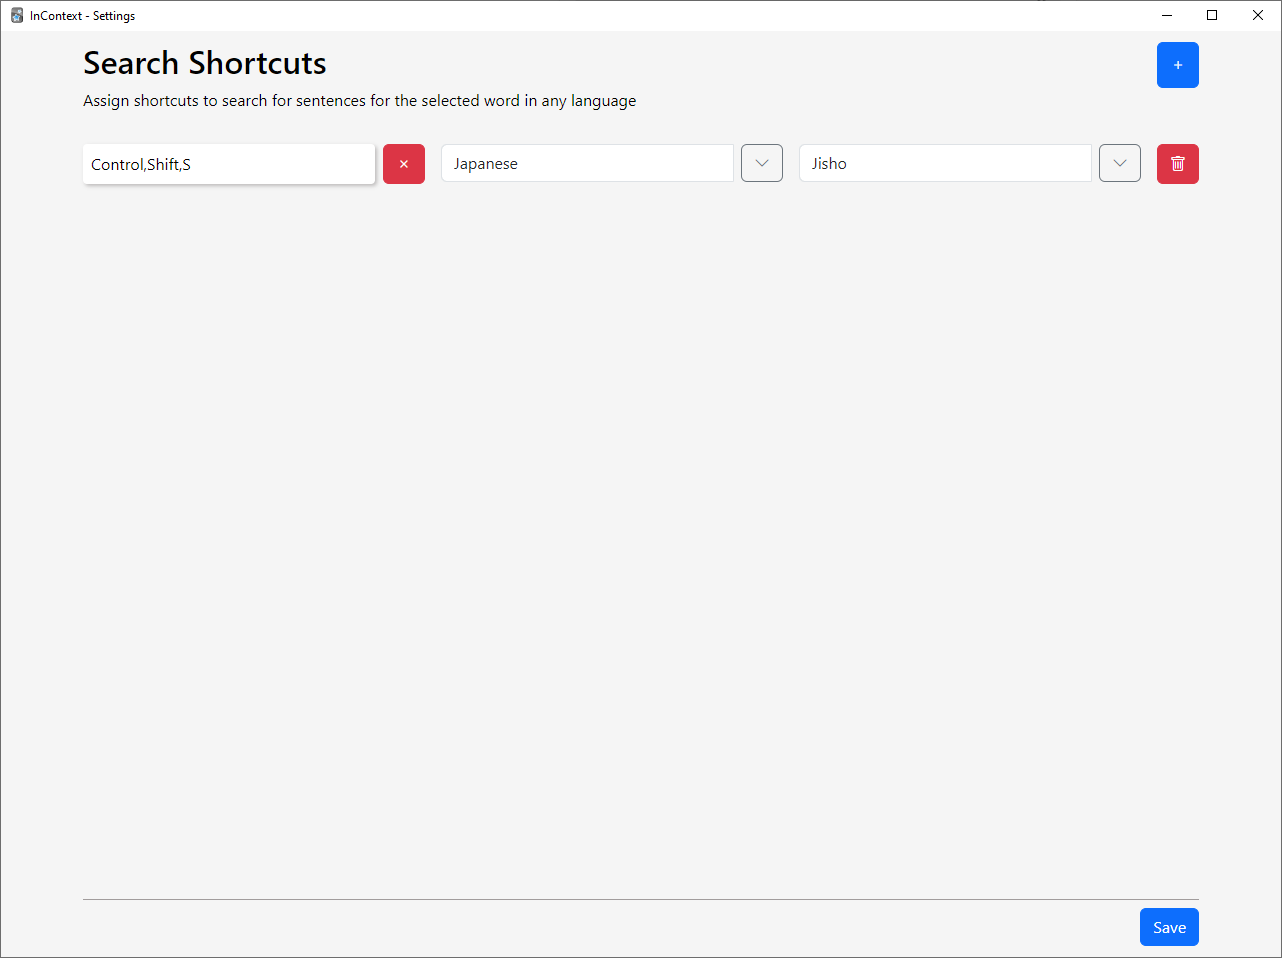 InContext - Settings
Search Shortcuts
+
Assign shortcuts to search for sentences for the selected word in any language
Control,Shift,S
Japanese
Jisho
Save